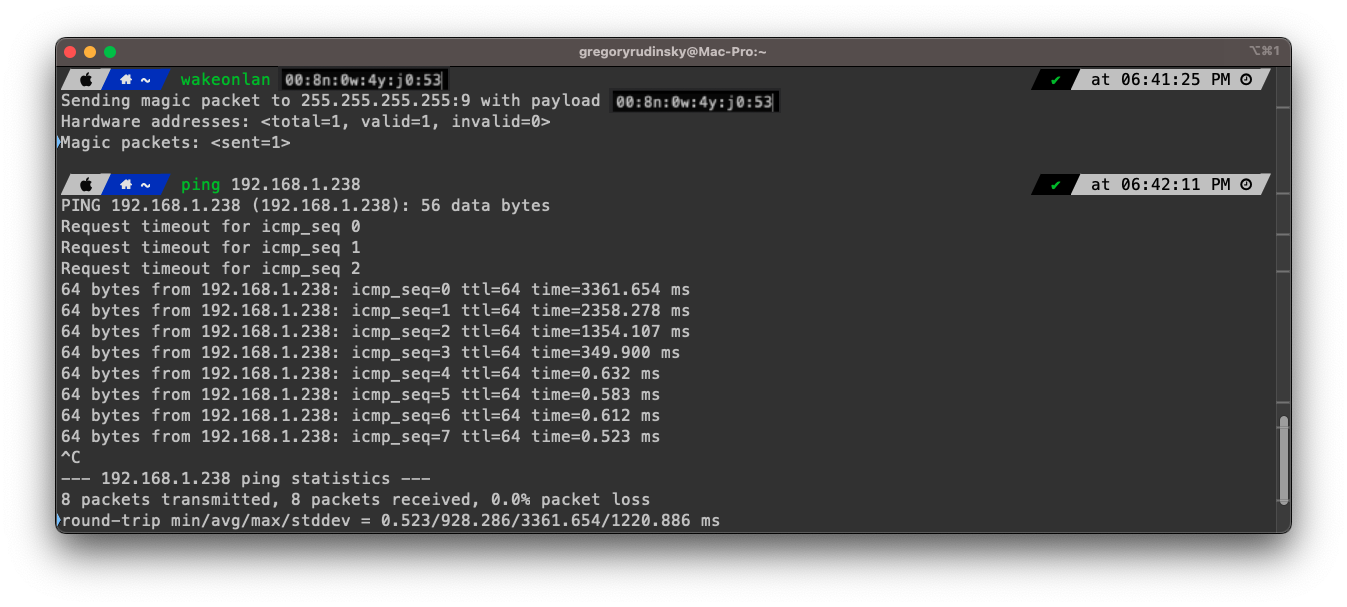 gregoryrudinsky@Mac-Pro:~ ⌥⌘1
~ wakeonlan 00:8n:0w:4y:j0:53 ✔ at 06:41:25 PM
Sending magic packet to 255.255.255.255:9 with payload 00:8n:0w:4y:j0:53
Hardware addresses: <total=1, valid=1, invalid=0>
Magic packets: <sent=1>
~ ping 192.168.1.238 ✔ at 06:42:11 PM
PING 192.168.1.238 (192.168.1.238): 56 data bytes
Request timeout for icmp_seq 0
Request timeout for icmp_seq 1
Request timeout for icmp_seq 2
64 bytes from 192.168.1.238: icmp_seq=0 ttl=64 time=3361.654 ms
64 bytes from 192.168.1.238: icmp_seq=1 ttl=64 time=2358.278 ms
64 bytes from 192.168.1.238: icmp_seq=2 ttl=64 time=1354.107 ms
64 bytes from 192.168.1.238: icmp_seq=3 ttl=64 time=349.900 ms
64 bytes from 192.168.1.238: icmp_seq=4 ttl=64 time=0.632 ms
64 bytes from 192.168.1.238: icmp_seq=5 ttl=64 time=0.583 ms
64 bytes from 192.168.1.238: icmp_seq=6 ttl=64 time=0.612 ms
64 bytes from 192.168.1.238: icmp_seq=7 ttl=64 time=0.523 ms
^C
--- 192.168.1.238 ping statistics ---
8 packets transmitted, 8 packets received, 0.0% packet loss
round-trip min/avg/max/stddev = 0.523/928.286/3361.654/1220.886 ms